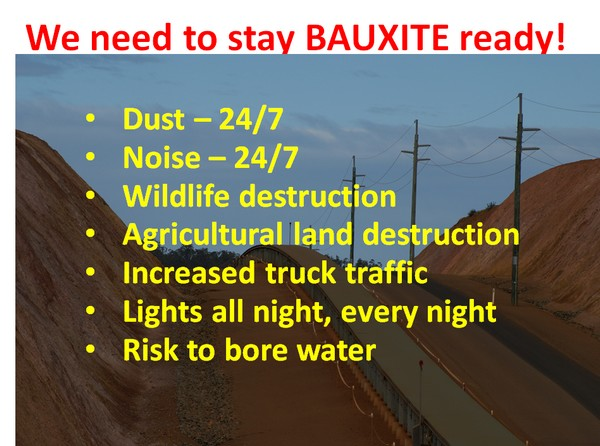 We need to stay BAUXITE ready!
• Dust – 24/7
• Noise – 24/7
• Wildlife destruction
• Agricultural land destruction
• Increased truck traffic
• Lights all night, every night
• Risk to bore water